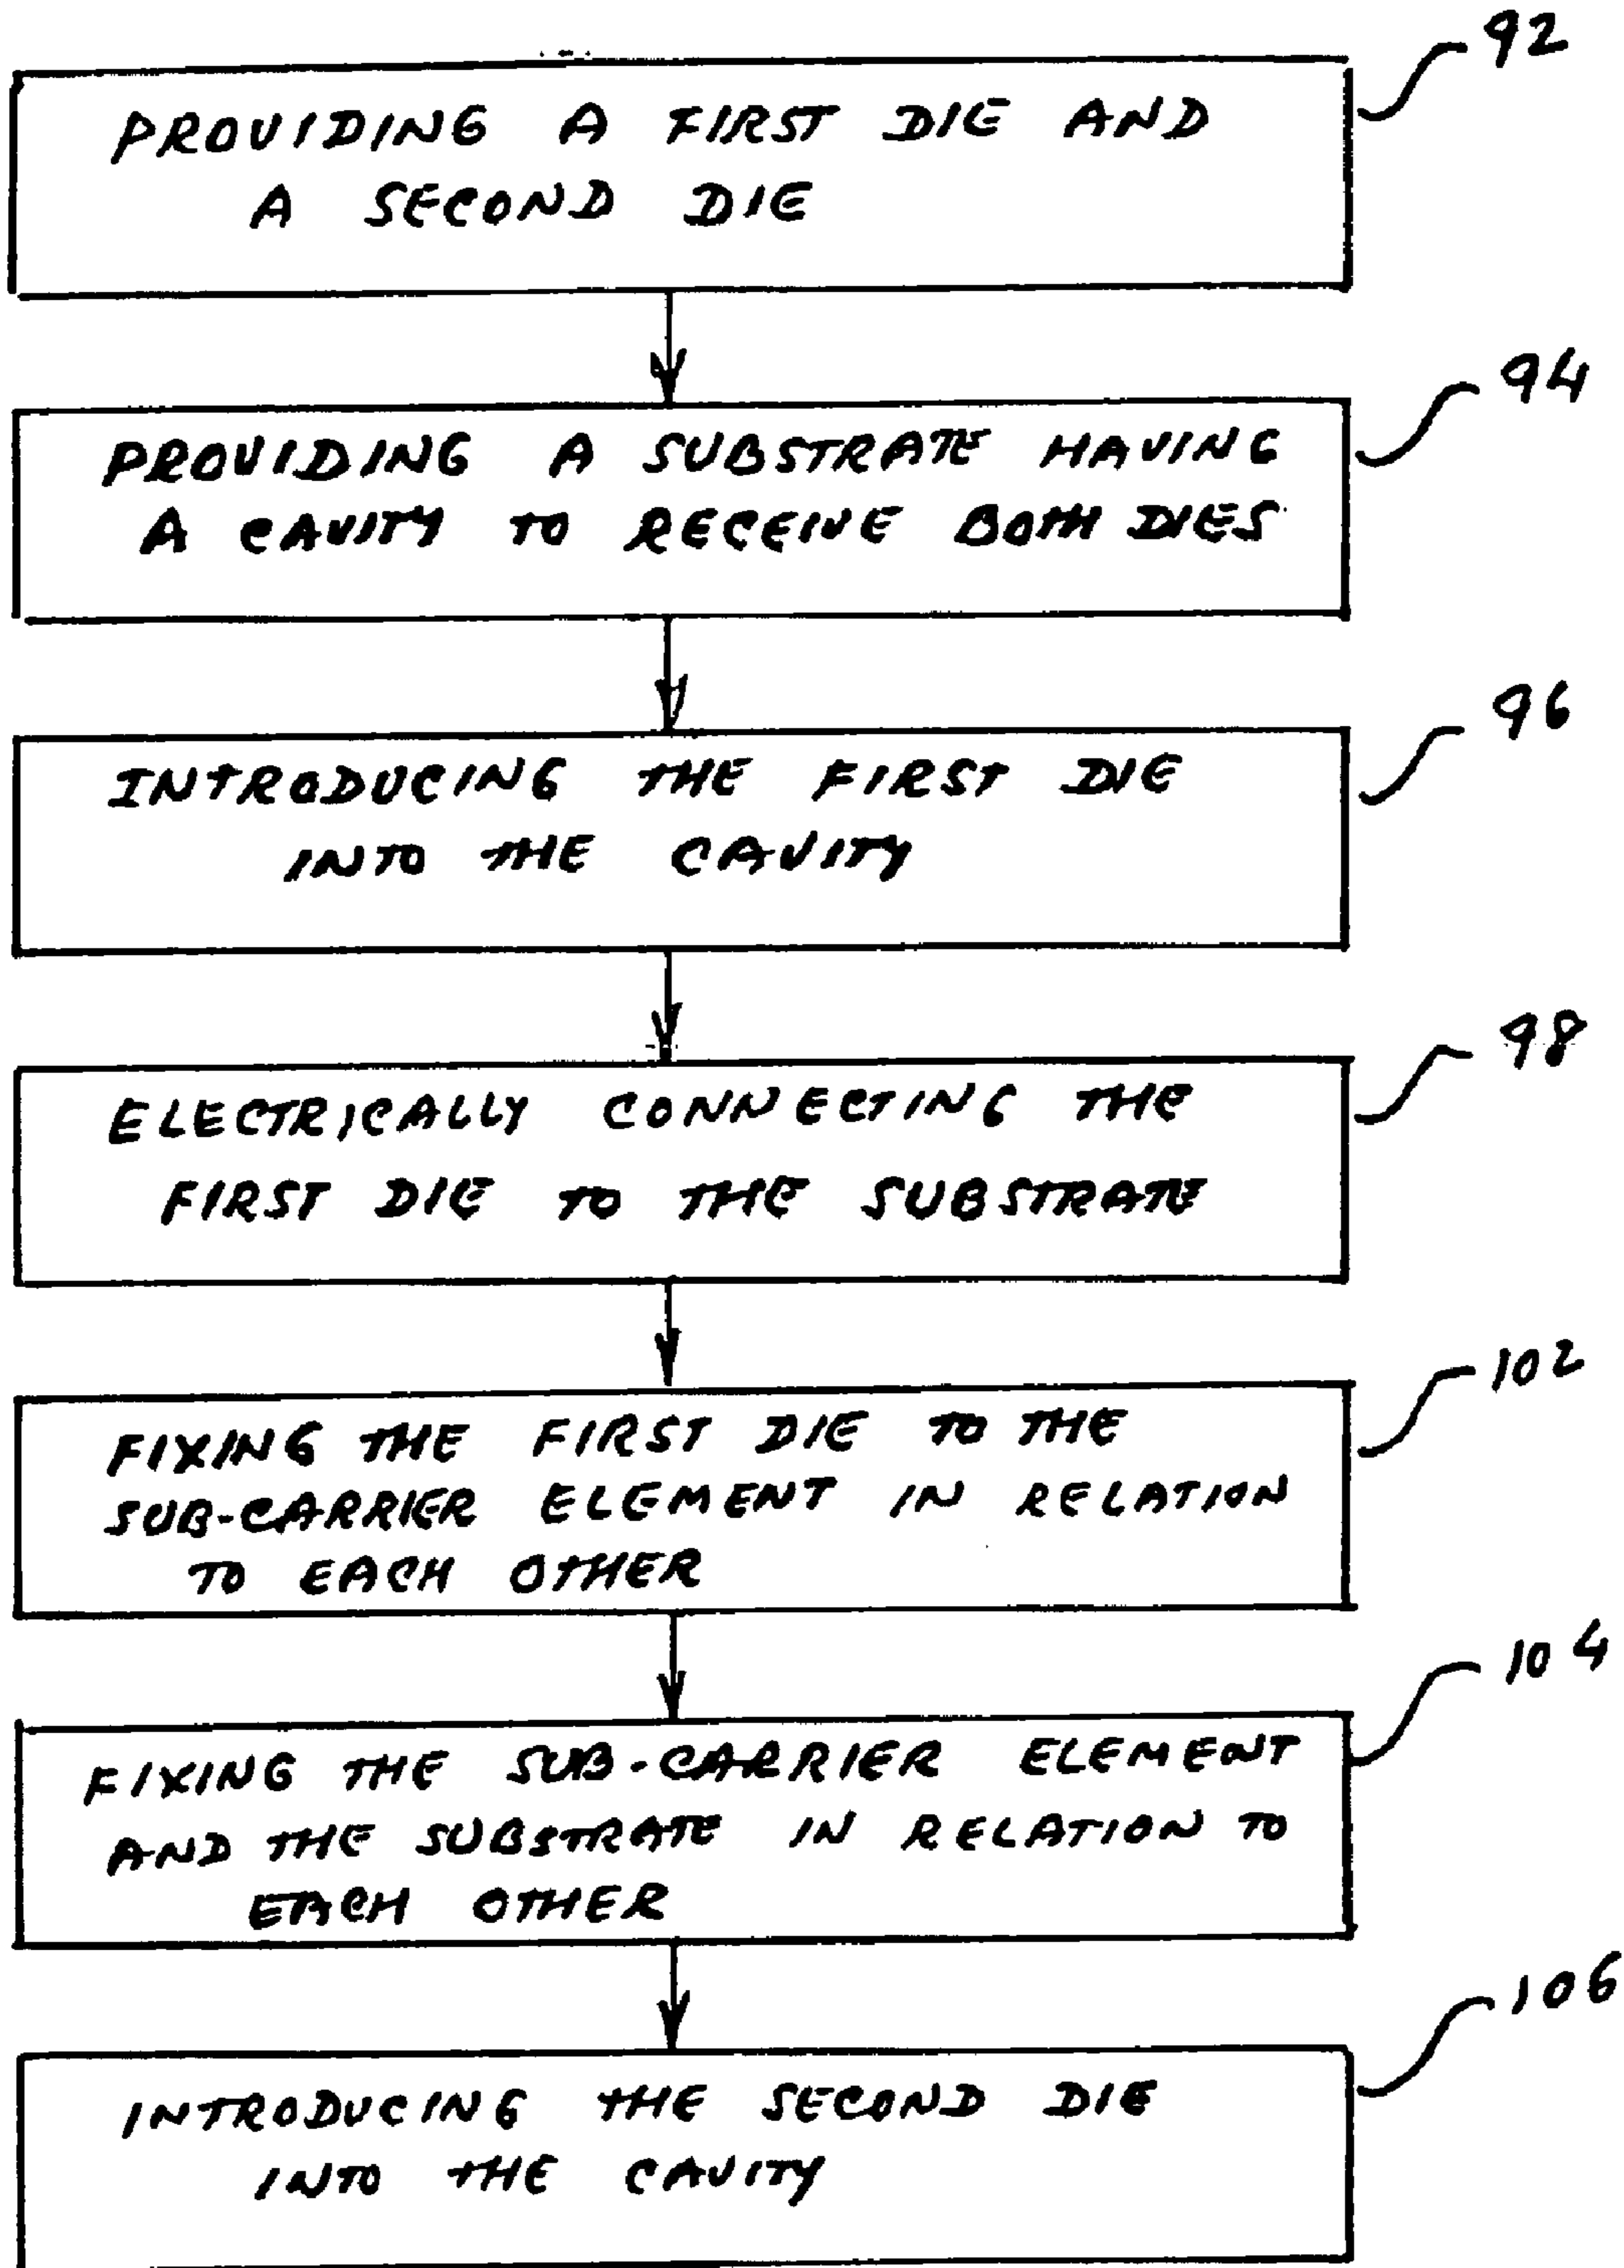 92
PROVIDING A FIRST DIE AND
A SECOND DIE
94
PROVIDING A SUBSTRATE HAVING
A CAVITY TO RECEIVE BOTH DIES
96
INTRODUCING THE FIRST DIE
INTO THE CAVITY
98
ELECTRICALLY CONNECTING THE
FIRST DIE TO THE SUBSTRATE
102
FIXING THE FIRST DIE TO THE
SUB-CARRIER ELEMENT IN RELATION
TO EACH OTHER
104
FIXING THE SUB-CARRIER ELEMENT
AND THE SUBSTRATE IN RELATION TO
EACH OTHER
106
INTRODUCING THE SECOND DIE
INTO THE CAVITY